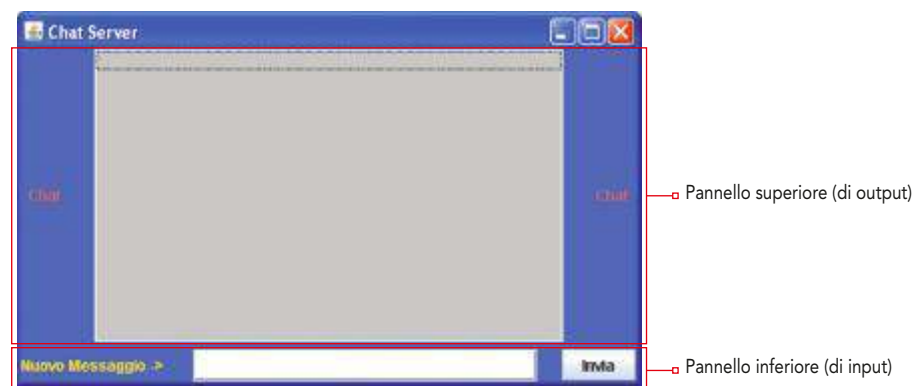 Chat Server
Chat
Chat
Pannello superiore (di output)
Nuovo Messaggio ->
Invia
Pannello inferiore (di input)